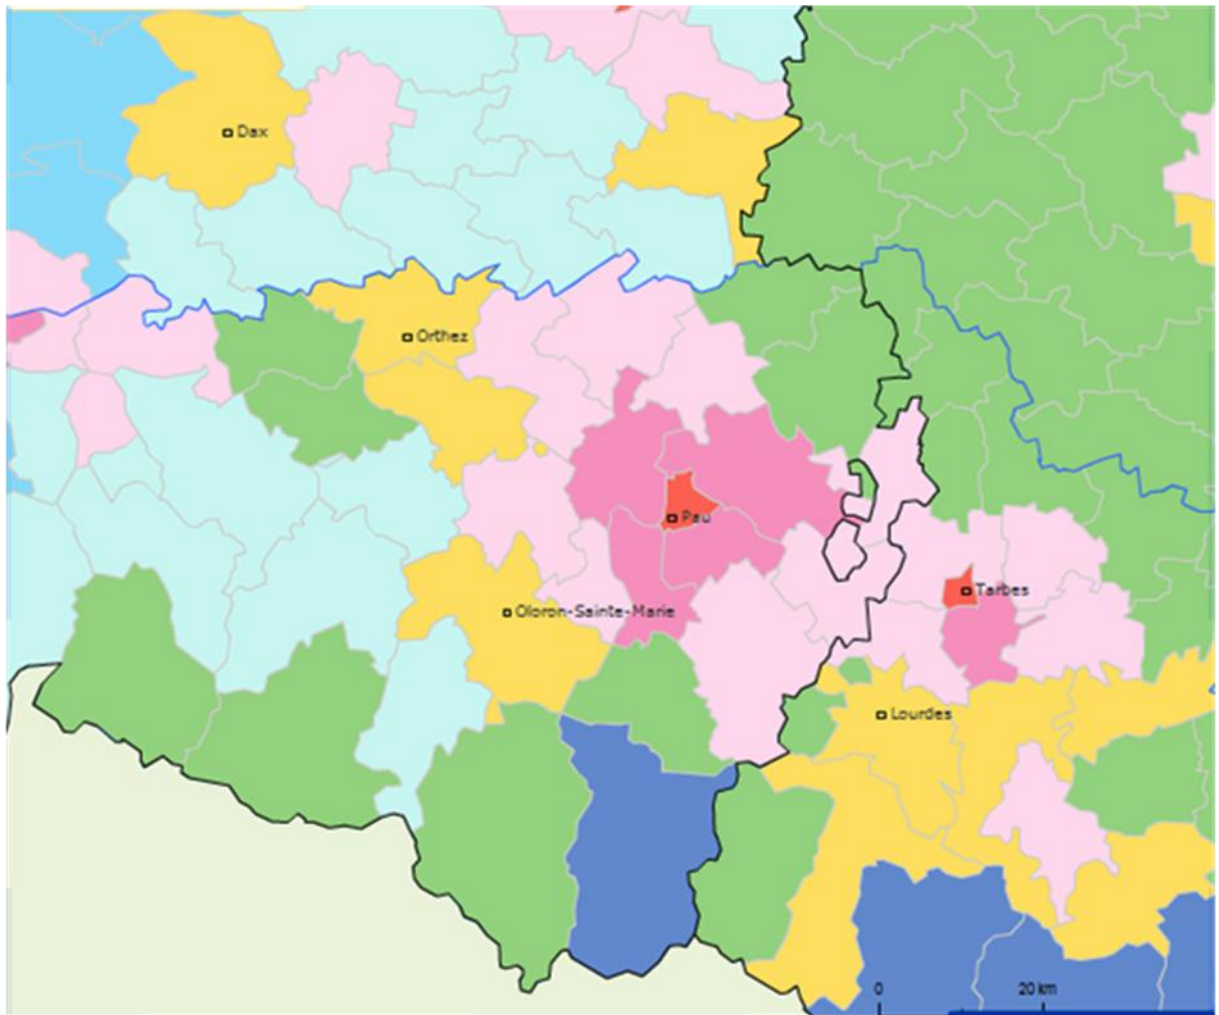 Dax
Orthez
Pau
Tarbes
Oloron-Sainte-Marie
Lourdes
0 20 km